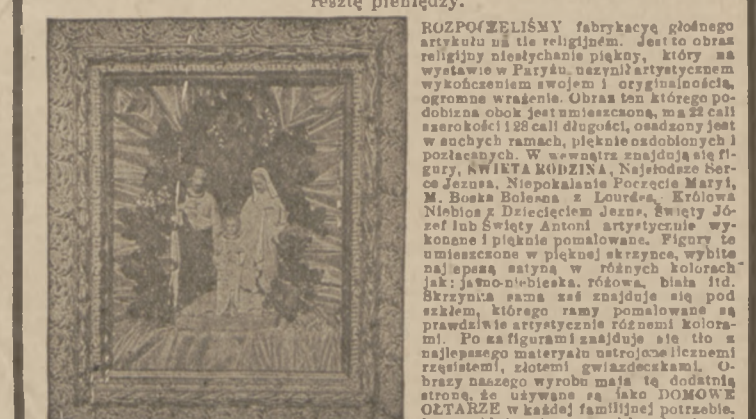 resztę pieniędzy.
ROZPOCZĘLIŚMY fabrykacyę głośnego
artykułu na tle religijnem. Jest to obraz
religijny niesłychanie piękny, który na
wystawie w Paryżu uczynił artystycznem
wykończeniem swojem i oryginalnością,
ogromne wrażenie. Obraz ten którego po-
dobizna obok jest umieszczona, ma 22 cali
szerokości i 28 cali długości, osadzony jest
w suchych ramach, pięknie ozdobionych i
pozłacanych. W wewnątrz znajdują się fi-
gury, ŚWIĘTA RODZINA, Najsłodsze Ser-
ce Jezusa, Niepokalanie Poczęcie Maryi,
M. Boska Bolesna z Lourdes, Królowa
Niebios z Dziecięciem Jezus, Święty Jó-
zef lub Święty Antoni artystycznie wy-
konane i pięknie pomalowane. Figury te
umieszczone w pięknej skrzynce, wybite
najlepszą satyną w różnych kolorach
jak: jasno-niebieska, różowa, biała itd.
Skrzynka sama zaś znajduje się pod
szkłem, którego ramy pomalowane są
prawdziwie artystycznie różnemi kolora-
mi. Po za figurami znajduje się tło z
najlepszego materyału ustrojone licznemi
rzęsistemi, złotemi gwiazdeczkami. O-
brazy naszego wyrobu mają tę dodatnią
stronę, że używane są jako DOMOWE
OŁTARZE w każdej familijnej potrzebie.